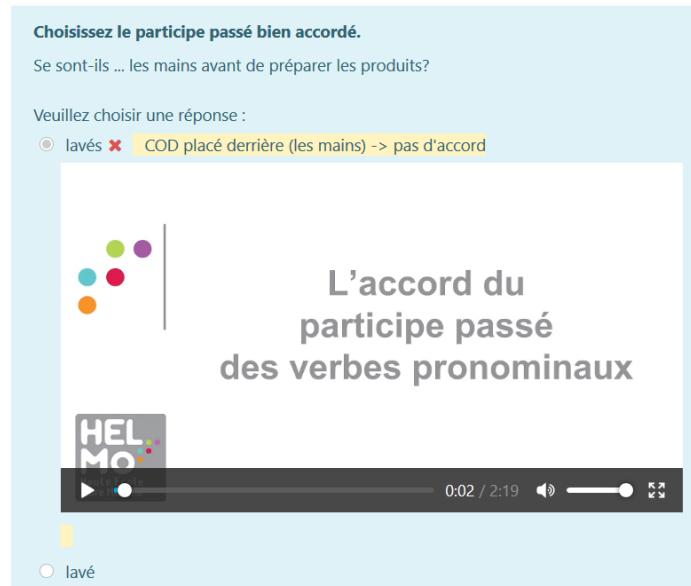 Choisissez le participe passé bien accordé.
Se sont-ils ... les mains avant de préparer les produits?
Veuillez choisir une réponse :
lavés ✖ COD placé derrière (les mains) -> pas d'accord
L'accord du
participe passé
des verbes pronominaux
HEL
Mo
0:02 / 2:19
lavé